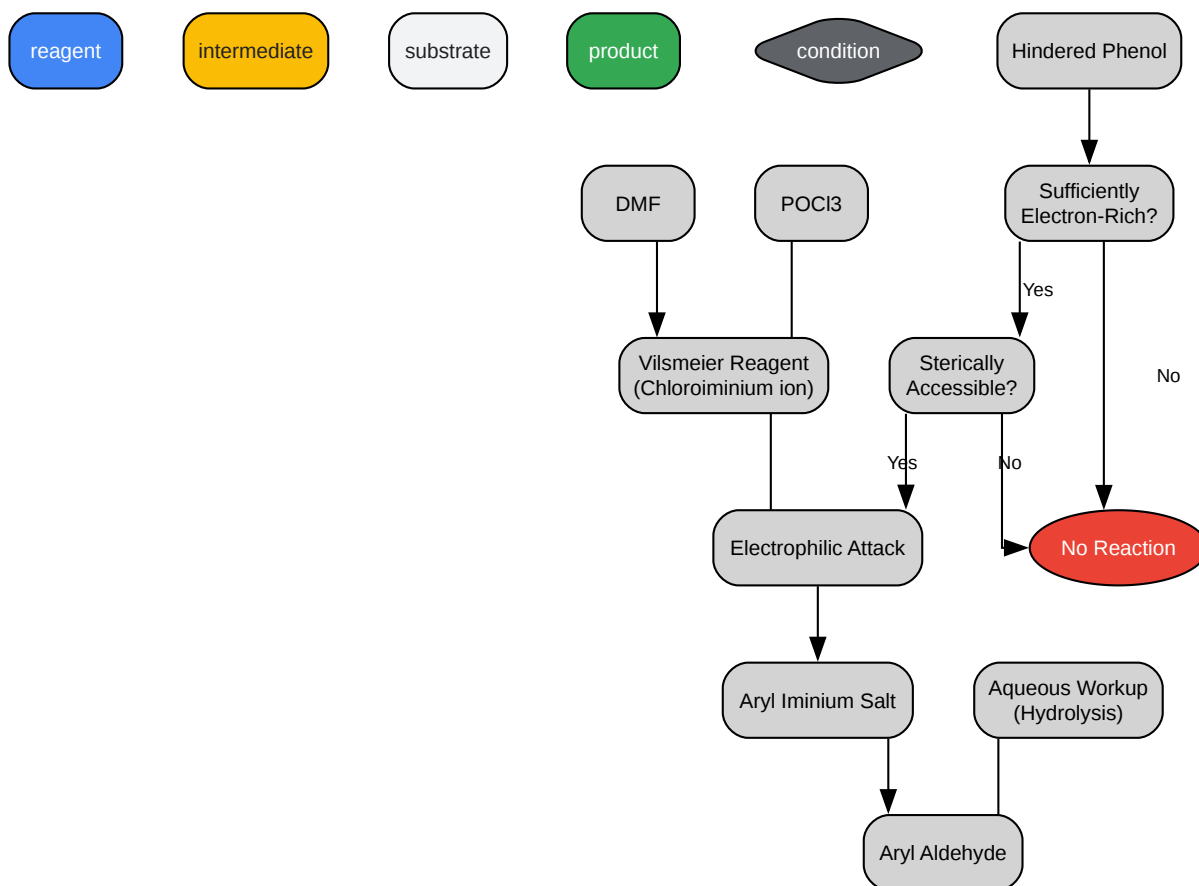 reagent
intermediate
substrate
product
condition
Hindered Phenol
DMF
POCl3
Sufficiently
Electron-Rich?
Yes
No
Vilsmeier Reagent
(Chloroiminium ion)
Sterically
Accessible?
Yes
No
Electrophilic Attack
No Reaction
Aryl Iminium Salt
Aqueous Workup
(Hydrolysis)
Aryl Aldehyde